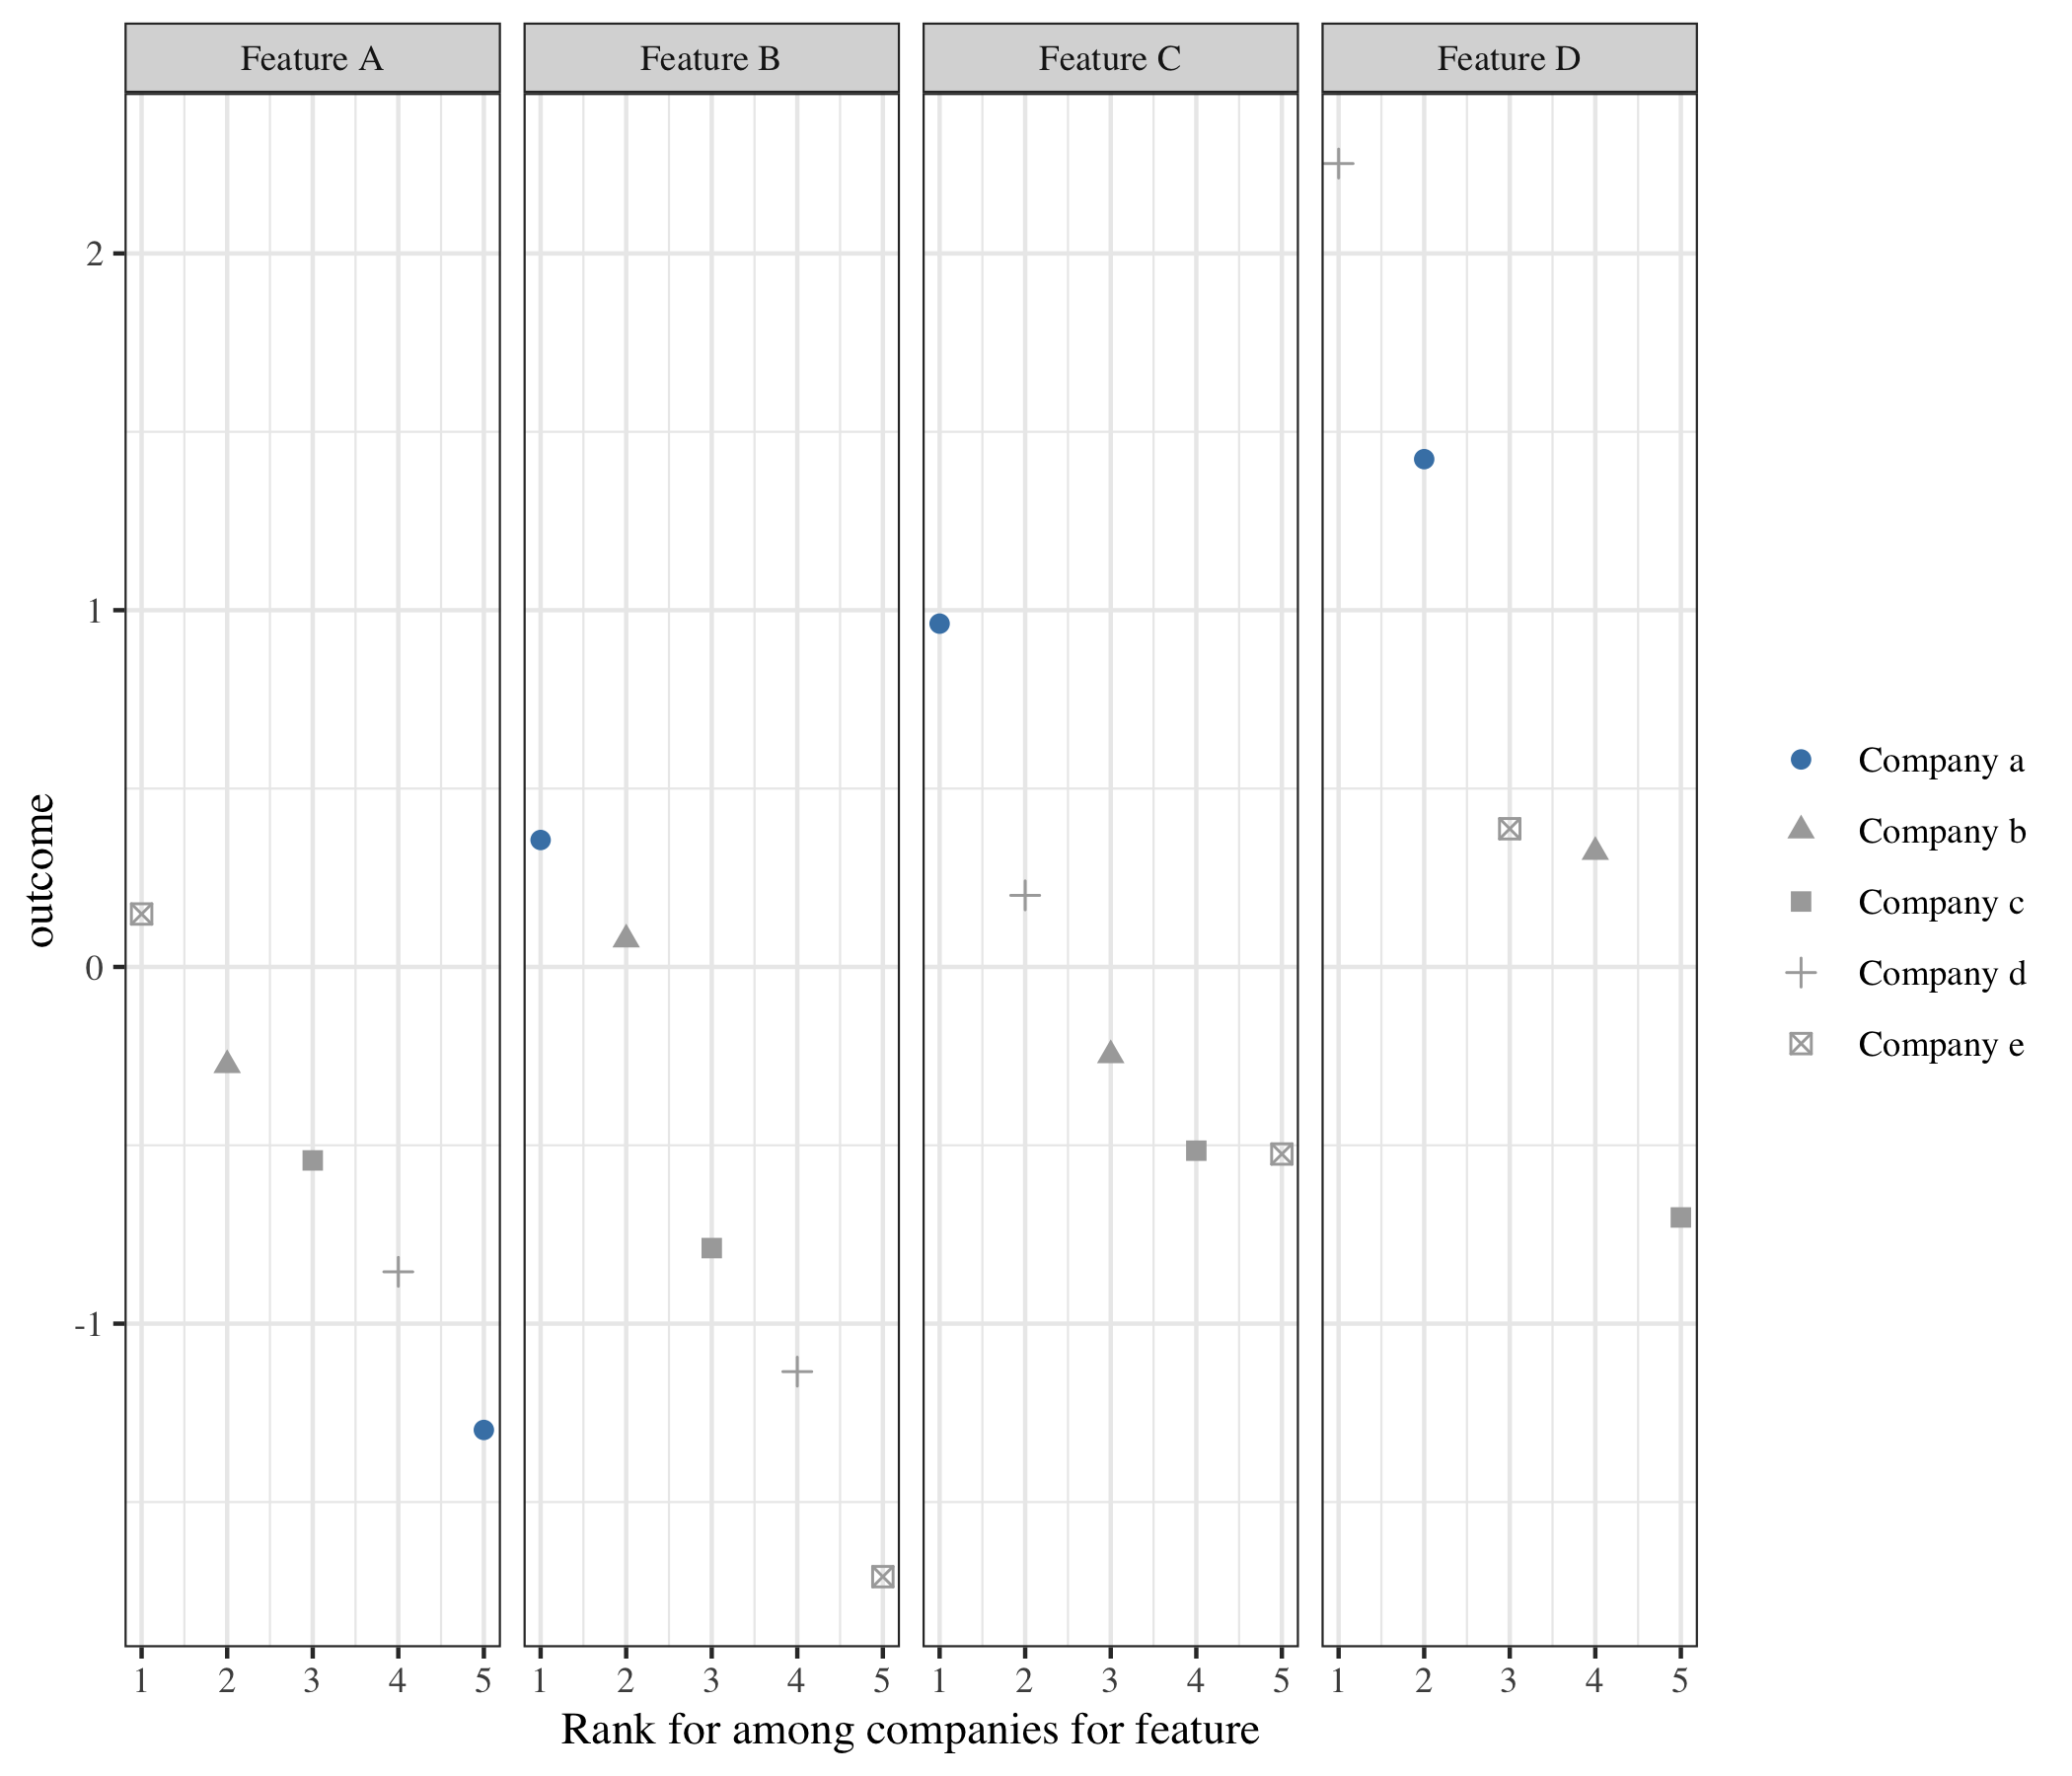 Feature A Feature B Feature C Feature D
2
1
0
-1
outcome
1 2 3 4 5 1 2 3 4 5 1 2 3 4 5 1 2 3 4 5
Rank for among companies for feature
Company a
Company b
Company c
Company d
Company e